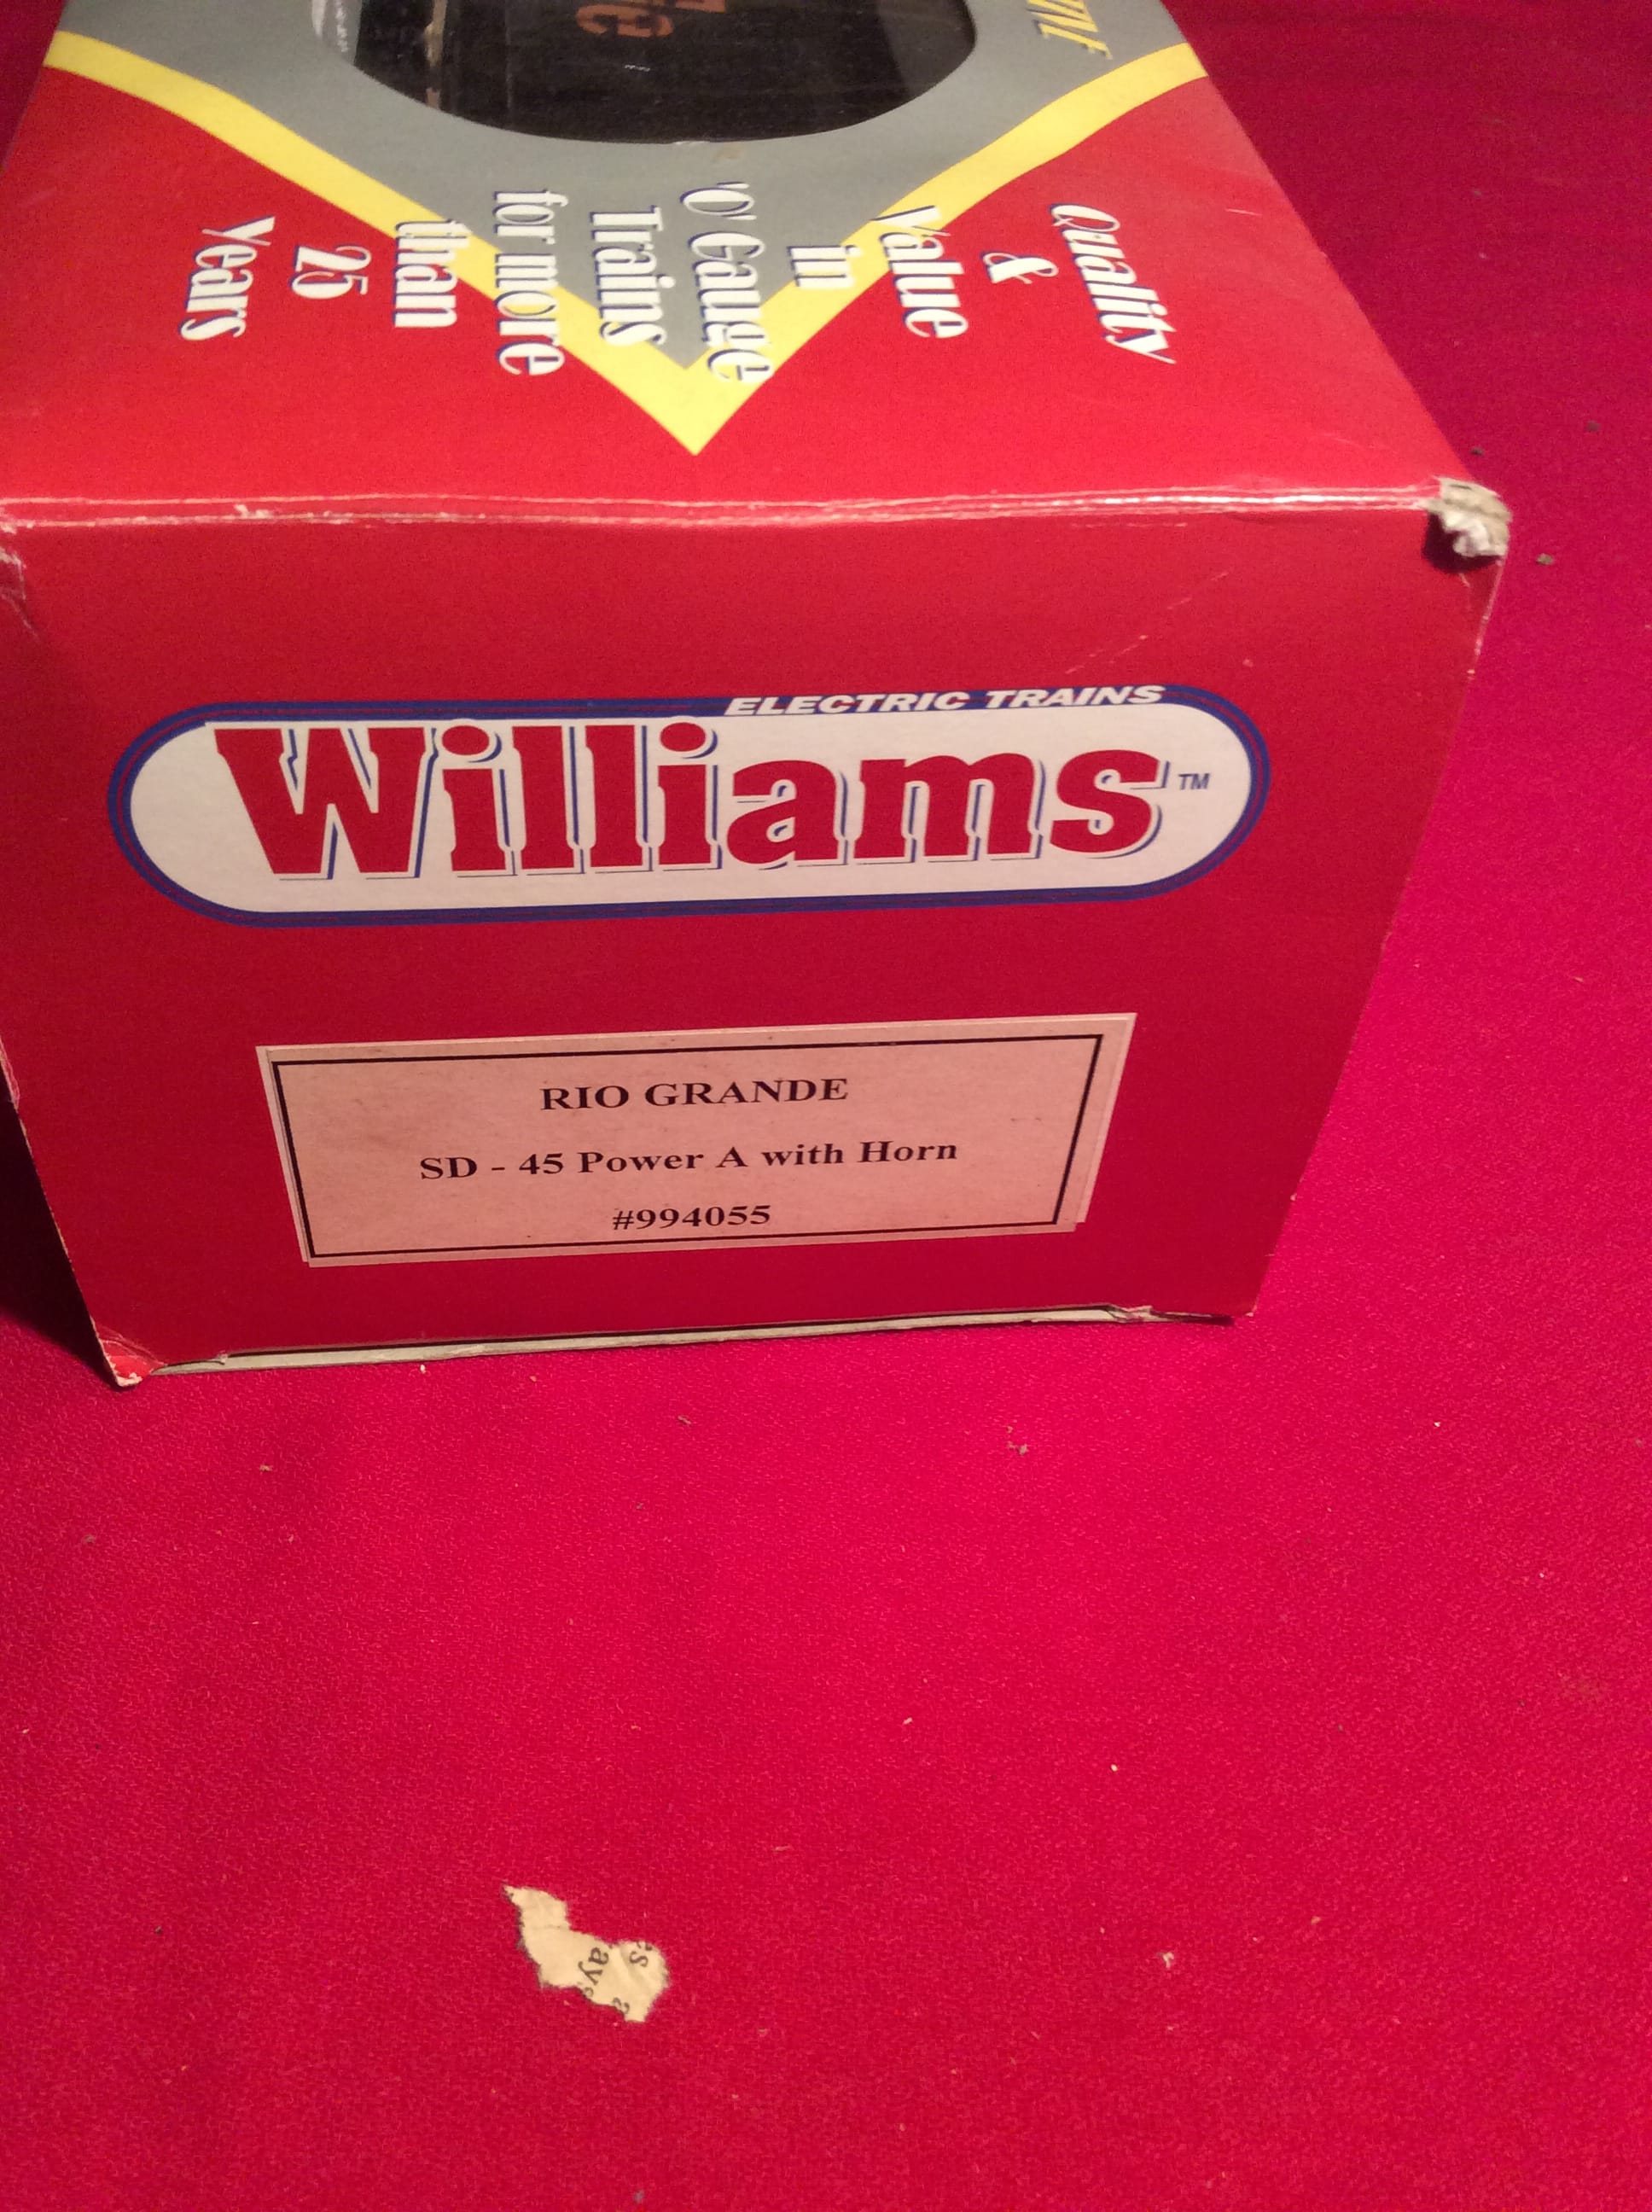 Quality
&
Value
in
'O' Gauge
Trains
for more
than
25
Years
ELECTRIC TRAINS
Williams™
RIO GRANDE
SD - 45 Power A with Horn
#994055